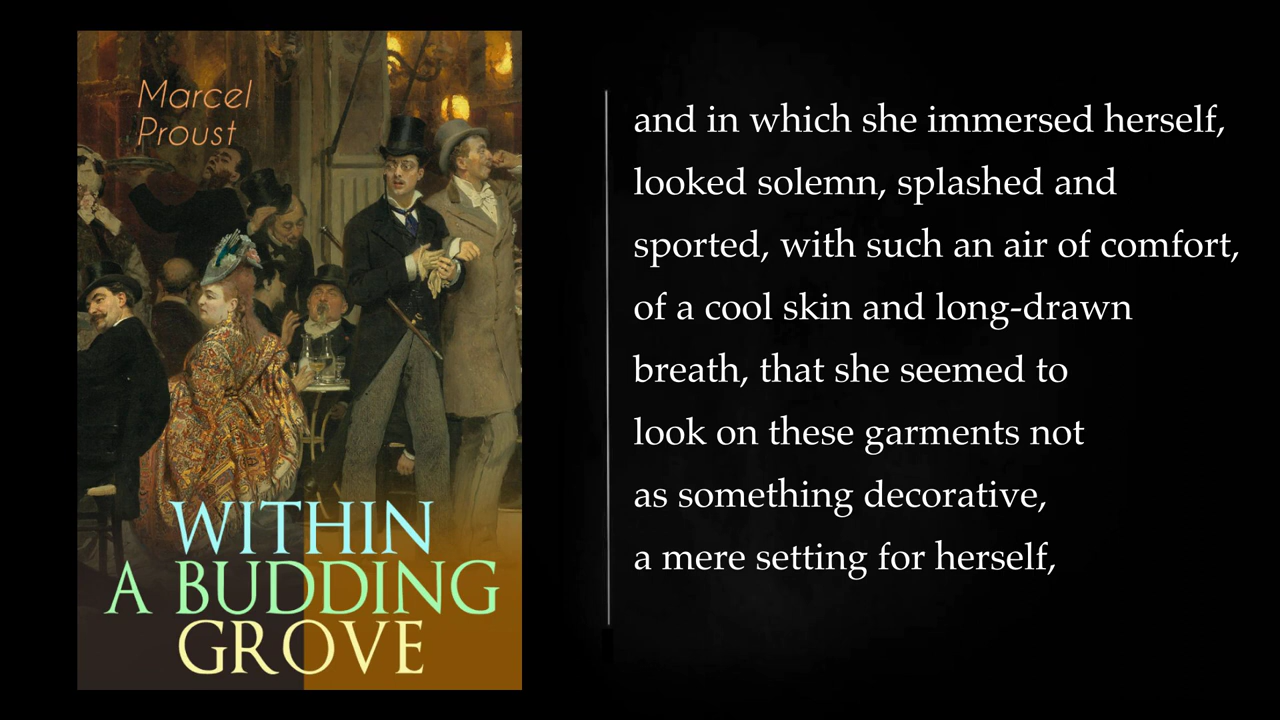 Marcel
Proust
WITHIN
A BUDDING
GROVE
and in which she immersed herself,
looked solemn, splashed and
sported, with such an air of comfort,
of a cool skin and long-drawn
breath, that she seemed to
look on these garments not
as something decorative,
a mere setting for herself,